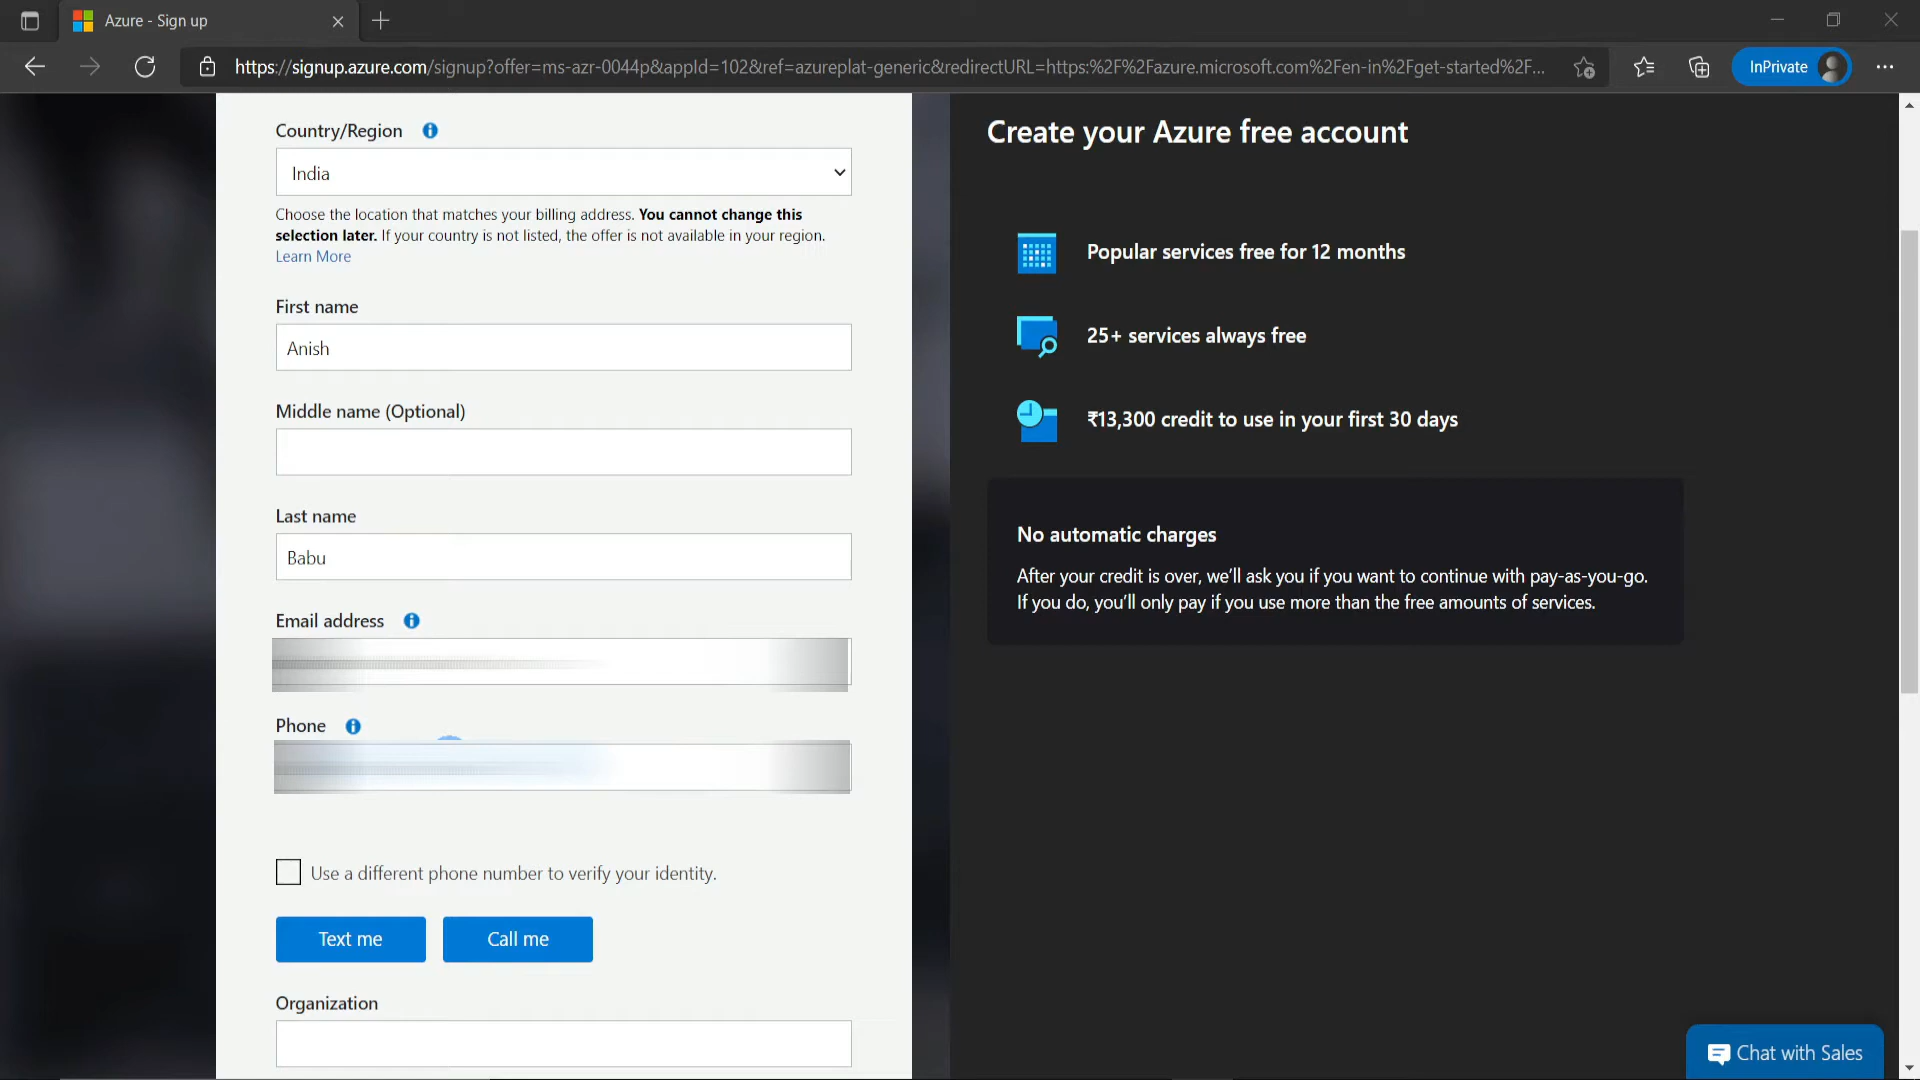 Azure - Sign up
https://signup.azure.com/signup?offer=ms-azr-0044p&appId=102&ref=azureplat-generic&redirectURL=https:%2F%2Fazure.microsoft.com%2Fen-in%2Fget-started%2F...
InPrivate
Country/Region
India
Choose the location that matches your billing address. You cannot change this
selection later. If your country is not listed, the offer is not available in your region.
Learn More
First name
Anish
Middle name (Optional)
Last name
Babu
Email address
Phone
Use a different phone number to verify your identity.
Text me
Call me
Organization
Create your Azure free account
Popular services free for 12 months
25+ services always free
₹13,300 credit to use in your first 30 days
No automatic charges
After your credit is over, we'll ask you if you want to continue with pay-as-you-go.
If you do, you'll only pay if you use more than the free amounts of services.
Chat with Sales